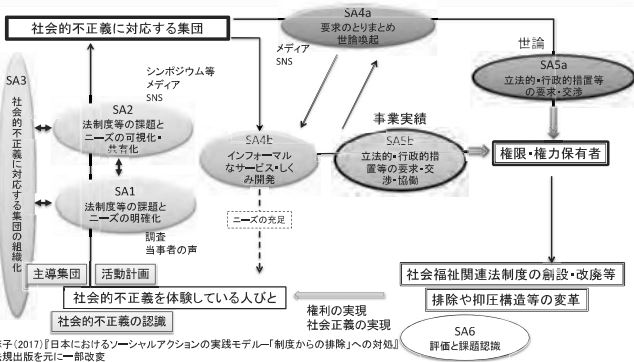 社会的不正義に対応する集団
SA4a
要求のとりまとめ
世論喚起
メディア
SNS
世論
SA5a
立法的・行政的措置等
の要求・交渉
SA3
社会的不正義に対応する集団の組織化
シンポジウム等
メディア
SNS
SA2
法制度等の課題と
ニーズの可視化・
共有化
SA1
法制度等の課題と
ニーズの明確化
調査
当事者の声
SA4b
インフォーマル
なサービス・しく
み開発
事業実績
SA5b
立法的・行政的措
置等の要求・交
渉・協働
権限・権力保有者
ニーズの充足
主導集団
活動計画
社会的不正義を体験している人びと
社会的不正義の認識
権利の実現
社会正義の実現
社会福祉関連法制度の創設・改廃等
排除や抑圧構造等の変革
SA6
評価と課題認識
子(2017)『日本におけるソーシャルアクションの実践モデル―「制度からの排除」への対処』
規出版を元に一部改変